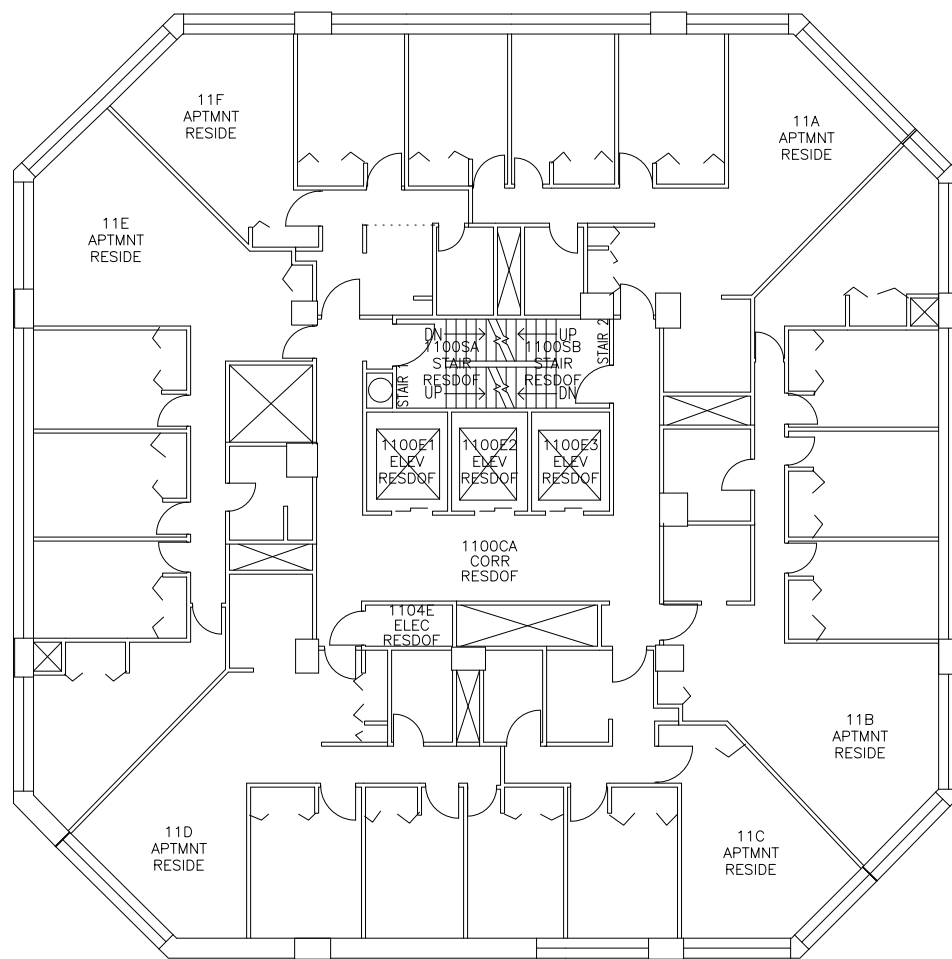 11F
APTMNT
RESIDE
11A
APTMNT
RESIDE
11E
APTMNT
RESIDE
DN
UP
1100SA
STAIR
RESDOF
1100SB
STAIR
RESDOF
STAIR 2
STAIR
UP
DN
1100E1
ELEV
RESDOF
1100E2
ELEV
RESDOF
1100E3
ELEV
RESDOF
1100CA
CORR
RESDOF
1104E
ELEC
RESDOF
11B
APTMNT
RESIDE
11D
APTMNT
RESIDE
11C
APTMNT
RESIDE